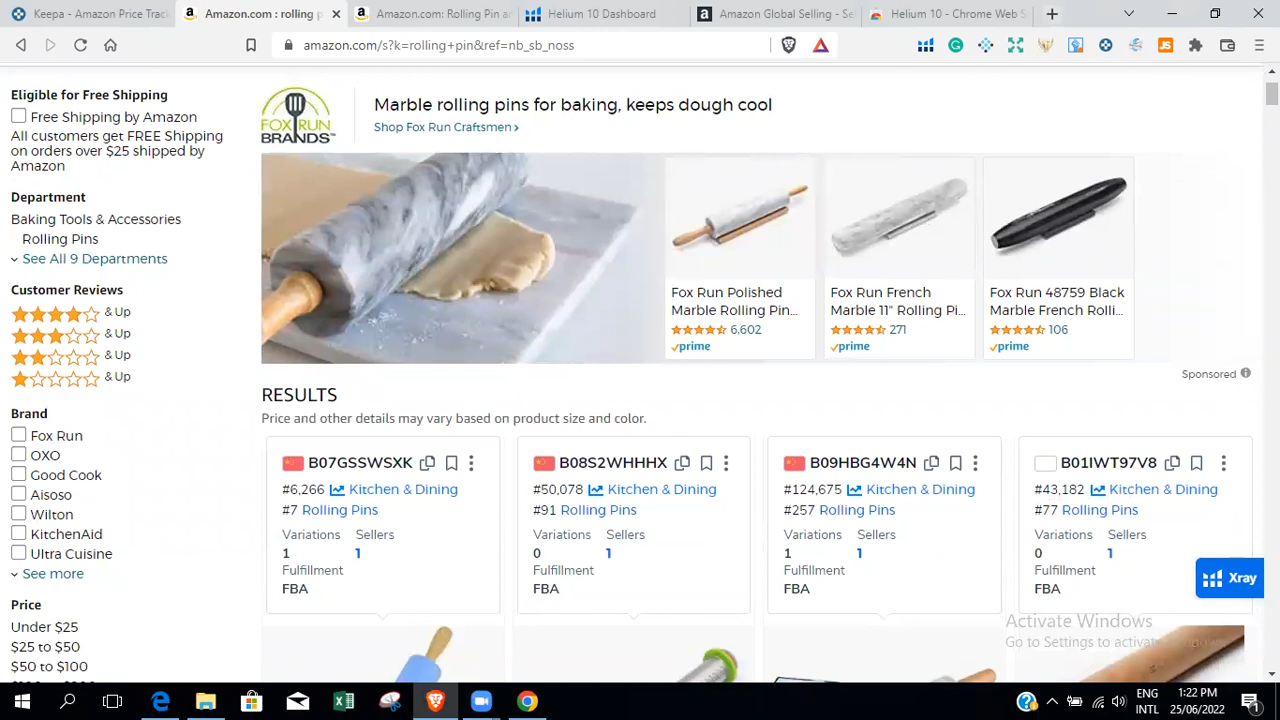 Keepa - Amazon Price Track
Amazon.com : rolling p
Amazon.com: Rolling Pin ar
Helium 10 Dashboard
Amazon Global Selling - Sel
Helium 10 - Chrome Web S
amazon.com/s?k=rolling+pin&ref=nb_sb_noss
Eligible for Free Shipping
Free Shipping by Amazon
All customers get FREE Shipping
on orders over $25 shipped by
Amazon
Department
Baking Tools & Accessories
Rolling Pins
See All 9 Departments
Customer Reviews
& Up
& Up
& Up
& Up
Brand
Fox Run
OXO
Good Cook
Aisoso
Wilton
KitchenAid
Ultra Cuisine
See more
Price
Under $25
$25 to $50
$50 to $100
FOX RUN
BRANDS™
Marble rolling pins for baking, keeps dough cool
Shop Fox Run Craftsmen ›
Fox Run Polished
Marble Rolling Pin...
6,602
prime
Fox Run French
Marble 11" Rolling Pi...
271
prime
Fox Run 48759 Black
Marble French Rolli...
106
prime
Sponsored
RESULTS
Price and other details may vary based on product size and color.
B07GSSWSXK
#6,266 Kitchen & Dining
#7 Rolling Pins
Variations Sellers
1 1
Fulfillment
FBA
B08S2WHHHX
#50,078 Kitchen & Dining
#91 Rolling Pins
Variations Sellers
0 1
Fulfillment
FBA
B09HBG4W4N
#124,675 Kitchen & Dining
#257 Rolling Pins
Variations Sellers
1 1
Fulfillment
FBA
B01IWT97V8
#43,182 Kitchen & Dining
#77 Rolling Pins
Variations Sellers
0 1
Fulfillment
FBA
Xray
Activate Windows
Go to Settings to activate Windows.
ENG
INTL
1:22 PM
25/06/2022
1